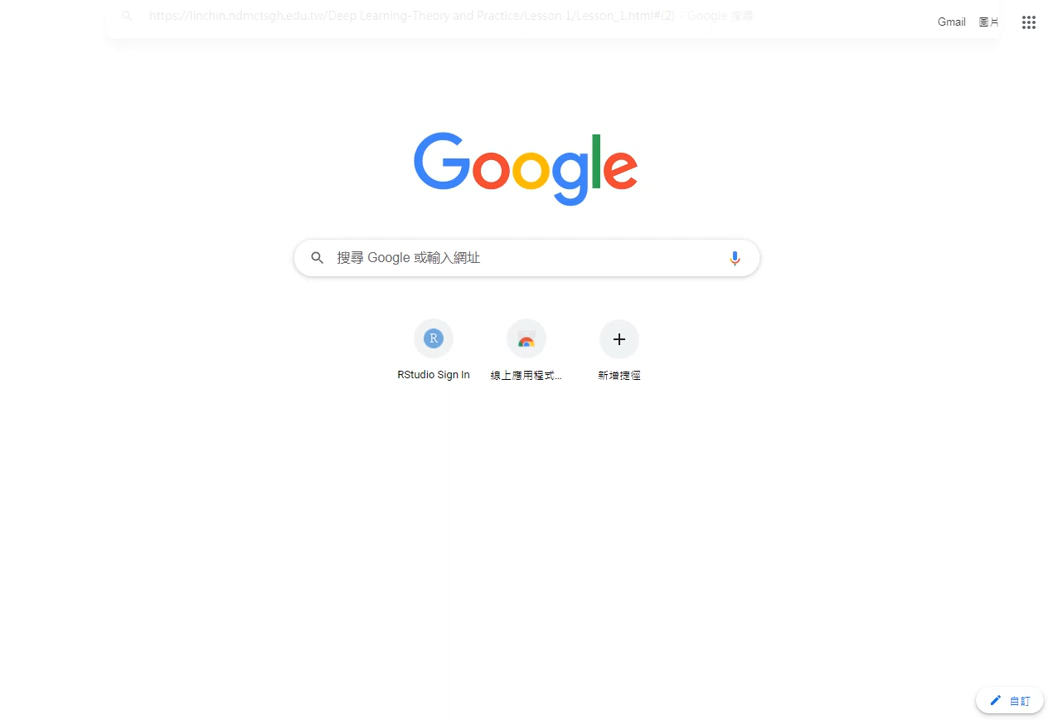 https://linchin.ndmctsgh.edu.tw/Deep Learning-Theory and Practice/Lesson 1/Lesson_1.html#(2) - Google 搜尋
Gmail 圖片
Google
搜尋 Google 或輸入網址
R
RStudio Sign In 線上應用程式... 新增捷徑
自訂